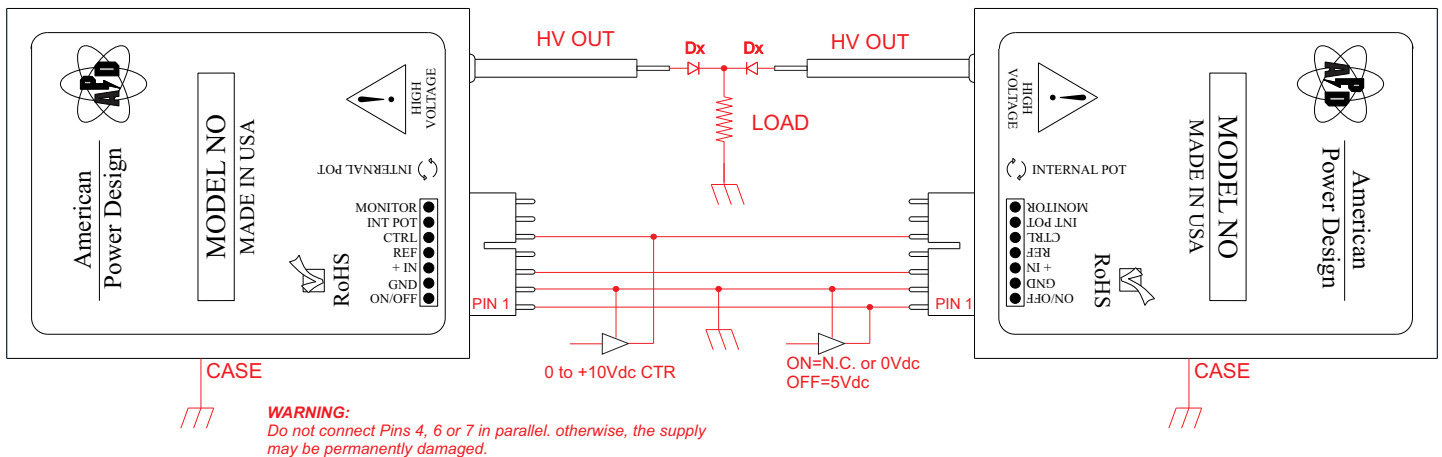 HV OUT
Dx
Dx
HV OUT
LOAD
APD
American
Power Design
MODEL NO
MADE IN USA
HIGH
VOLTAGE
INTERNAL POT
MONITOR
INT POT
CTRL
REF
+ IN
GND
ON/OFF
RoHS
PIN 1
CASE
0 to +10Vdc CTR
ON=N.C. or 0Vdc
OFF=5Vdc
PIN 1
HIGH
VOLTAGE
INTERNAL POT
MONITOR
INT POT
CTRL
REF
+ IN
GND
ON/OFF
RoHS
MODEL NO
MADE IN USA
APD
American
Power Design
CASE
WARNING:
Do not connect Pins 4, 6 or 7 in parallel. otherwise, the supply
may be permanently damaged.